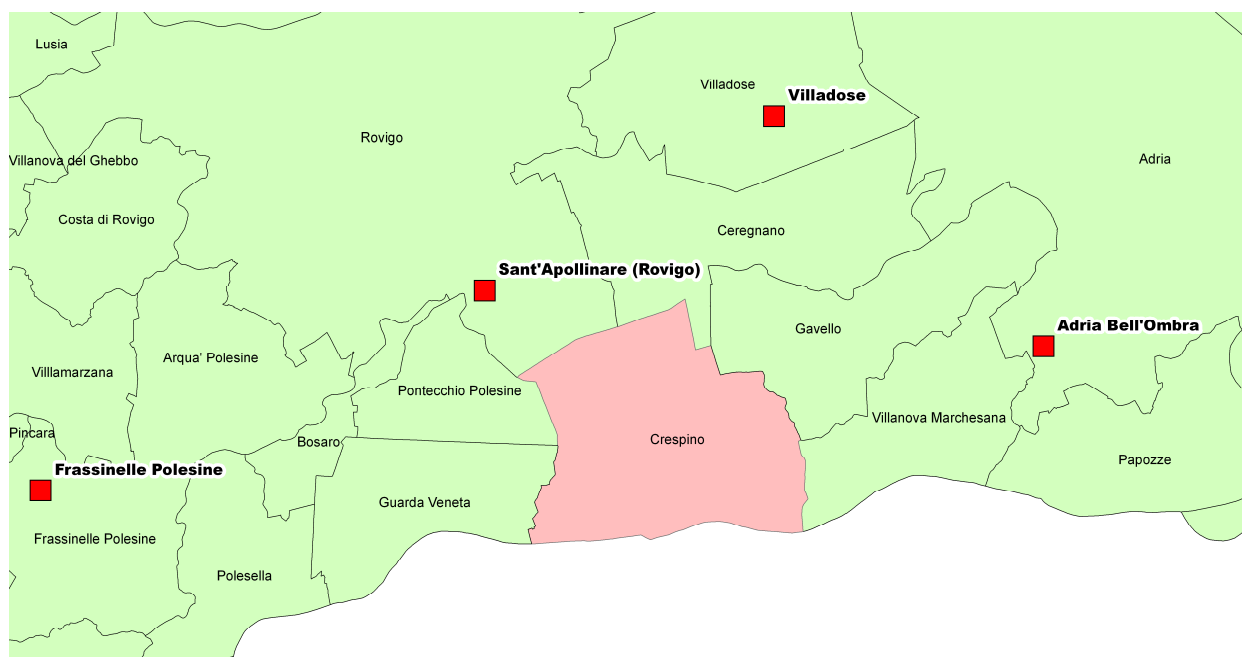 Lusia
Villadose
Villadose
Rovigo
Villanova del Ghebbo
Adria
Costa di Rovigo
Ceregnano
Sant'Apollinare (Rovigo)
Adria Bell'Ombra
Gavello
Arqua' Polesine
Villlamarzana
Pontecchio Polesine
Villanova Marchesana
Pincara
Bosaro
Crespino
Papozze
Frassinelle Polesine
Guarda Veneta
Frassinelle Polesine
Polesella